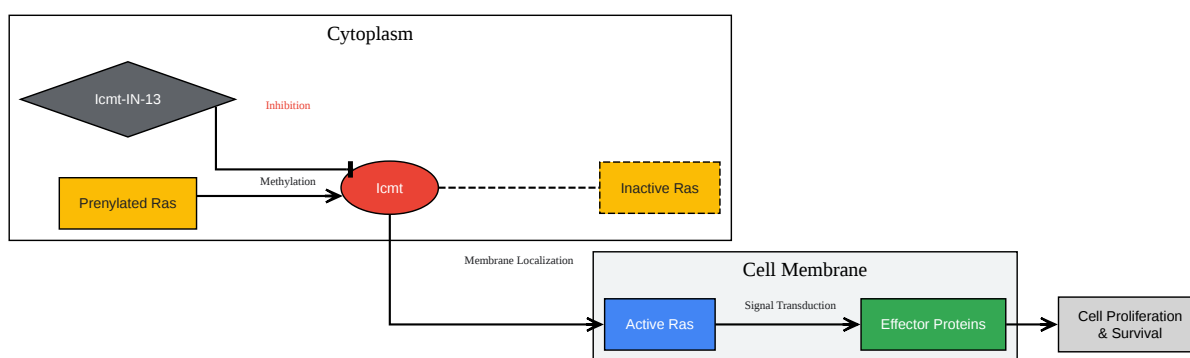 Cytoplasm
Icmt-IN-13
Inhibition
Prenylated Ras
Methylation
Icmt
Inactive Ras
Membrane Localization
Cell Membrane
Active Ras
Signal Transduction
Effector Proteins
Cell Proliferation
& Survival